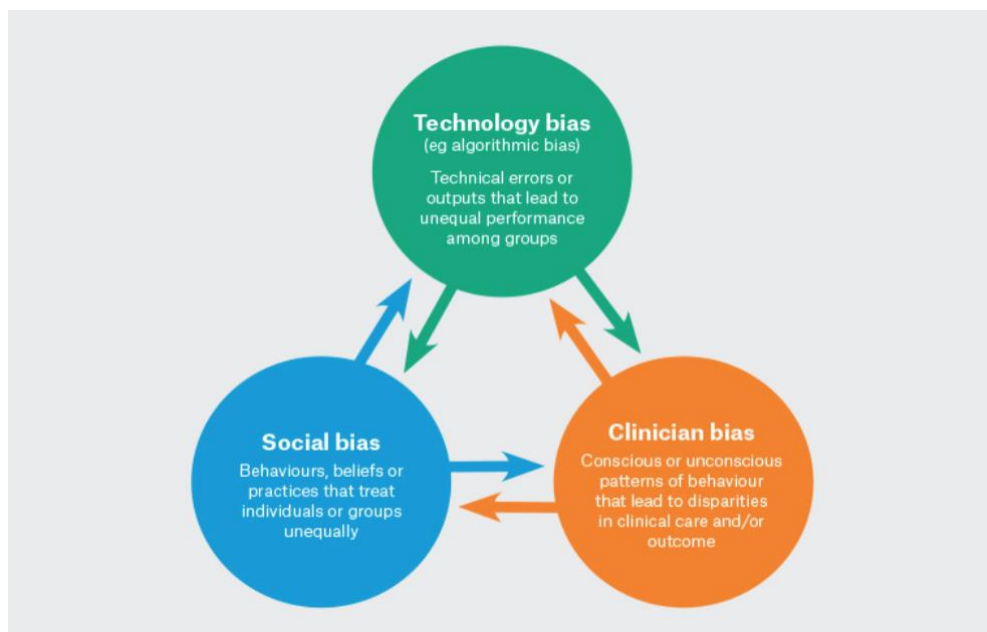 Technology bias
(eg algorithmic bias)
Technical errors or
outputs that lead to
unequal performance
among groups
Social bias
Behaviours, beliefs or
practices that treat
individuals or groups
unequally
Clinician bias
Conscious or unconscious
patterns of behaviour
that lead to disparities
in clinical care and/or
outcome